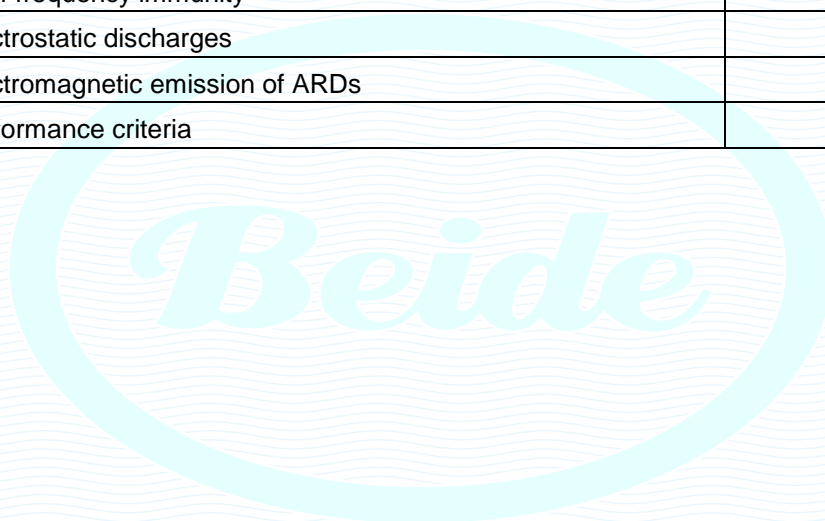 frequency immunity
ctrostatic discharges
ctromagnetic emission of ARDs
ormance criteria
Beide